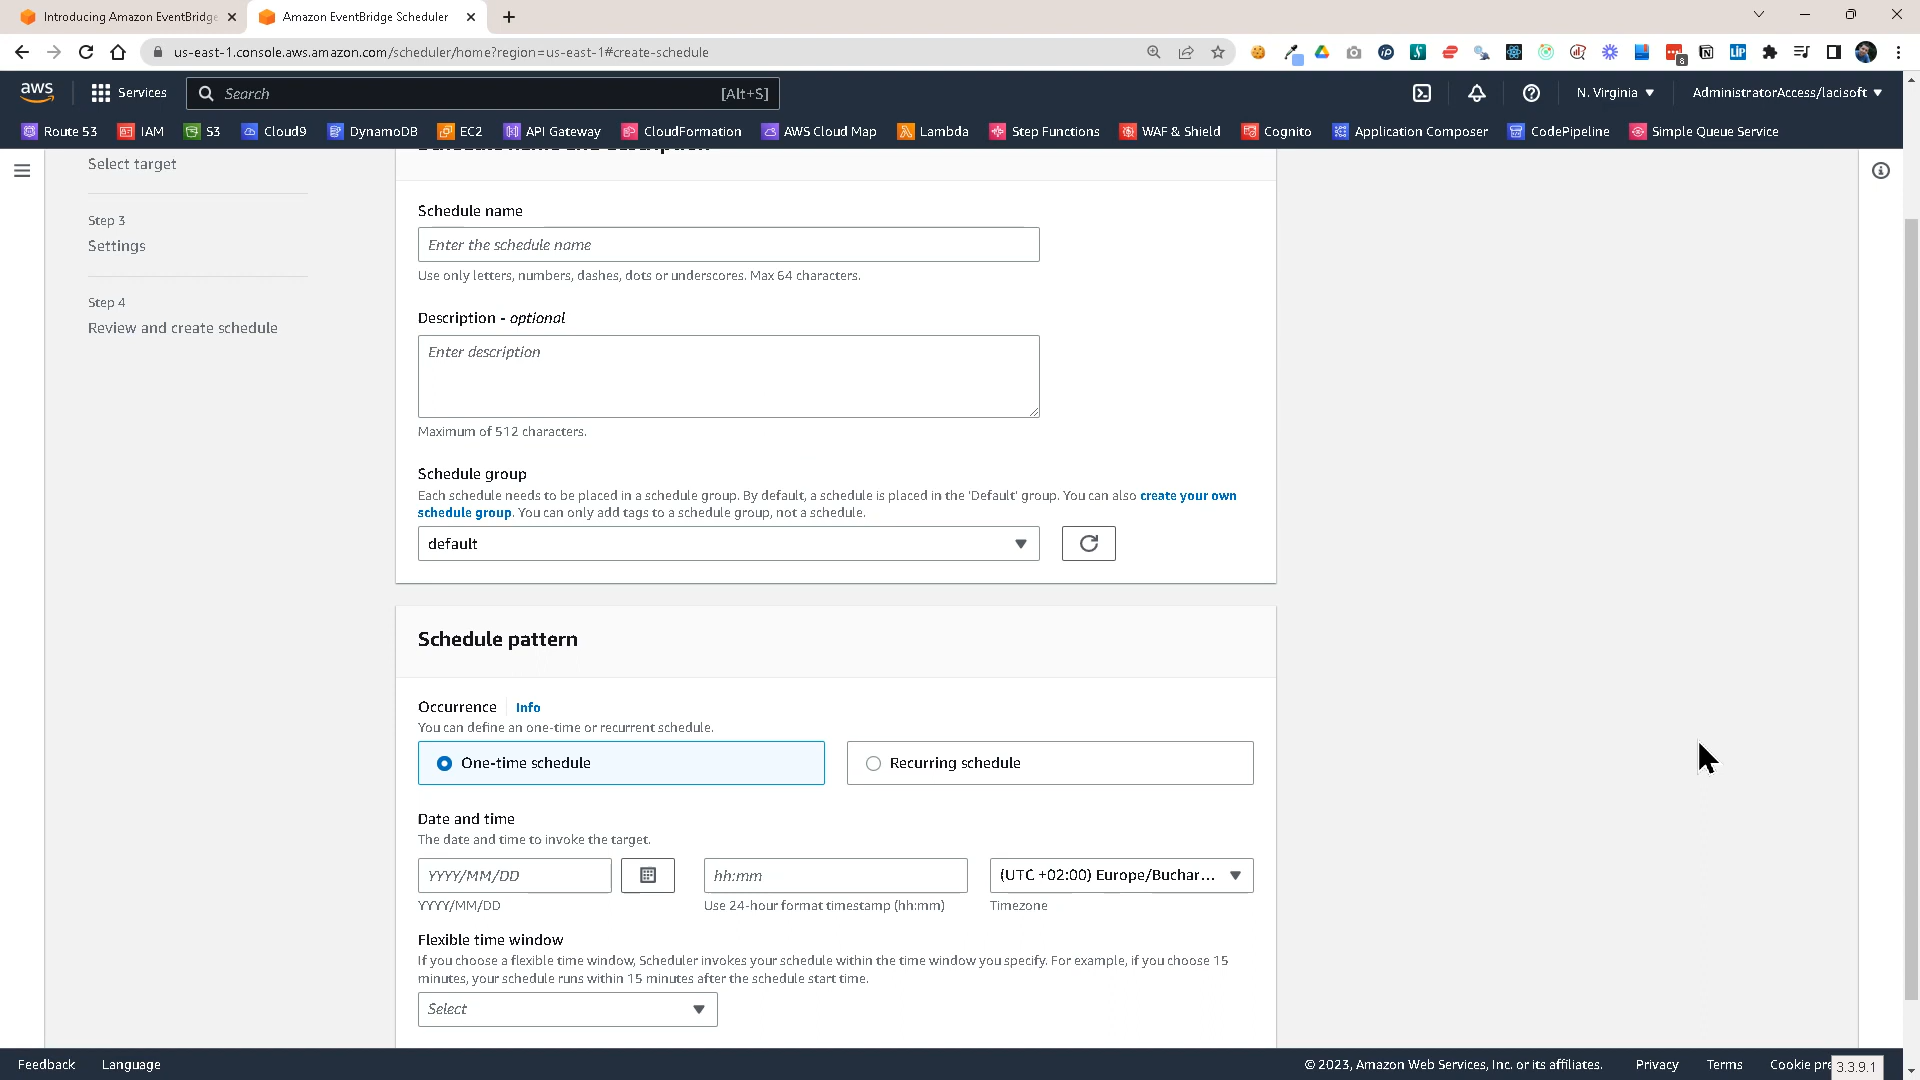 Introducing Amazon EventBridge
Amazon EventBridge Scheduler
us-east-1.console.aws.amazon.com/scheduler/home?region=us-east-1#create-schedule
aws
Services
Search
[Alt+S]
N. Virginia
AdministratorAccess/lacisoft
Route 53
IAM
S3
Cloud9
DynamoDB
EC2
API Gateway
CloudFormation
AWS Cloud Map
Lambda
Step Functions
WAF & Shield
Cognito
Application Composer
CodePipeline
Simple Queue Service
Select target
Step 3
Settings
Step 4
Review and create schedule
Schedule name and description
Schedule name
Enter the schedule name
Use only letters, numbers, dashes, dots or underscores. Max 64 characters.
Description - optional
Enter description
Maximum of 512 characters.
Schedule group
Each schedule needs to be placed in a schedule group. By default, a schedule is placed in the 'Default' group. You can also create your own
schedule group. You can only add tags to a schedule group, not a schedule.
default
Schedule pattern
Occurrence
Info
You can define an one-time or recurrent schedule.
One-time schedule
Recurring schedule
Date and time
The date and time to invoke the target.
YYYY/MM/DD
hh:mm
(UTC +02:00) Europe/Buchar...
YYYY/MM/DD
Use 24-hour format timestamp (hh:mm)
Timezone
Flexible time window
If you choose a flexible time window, Scheduler invokes your schedule within the time window you specify. For example, if you choose 15
minutes, your schedule runs within 15 minutes after the schedule start time.
Select
Feedback
Language
© 2023, Amazon Web Services, Inc. or its affiliates.
Privacy
Terms
Cookie pre
3.3.9.1